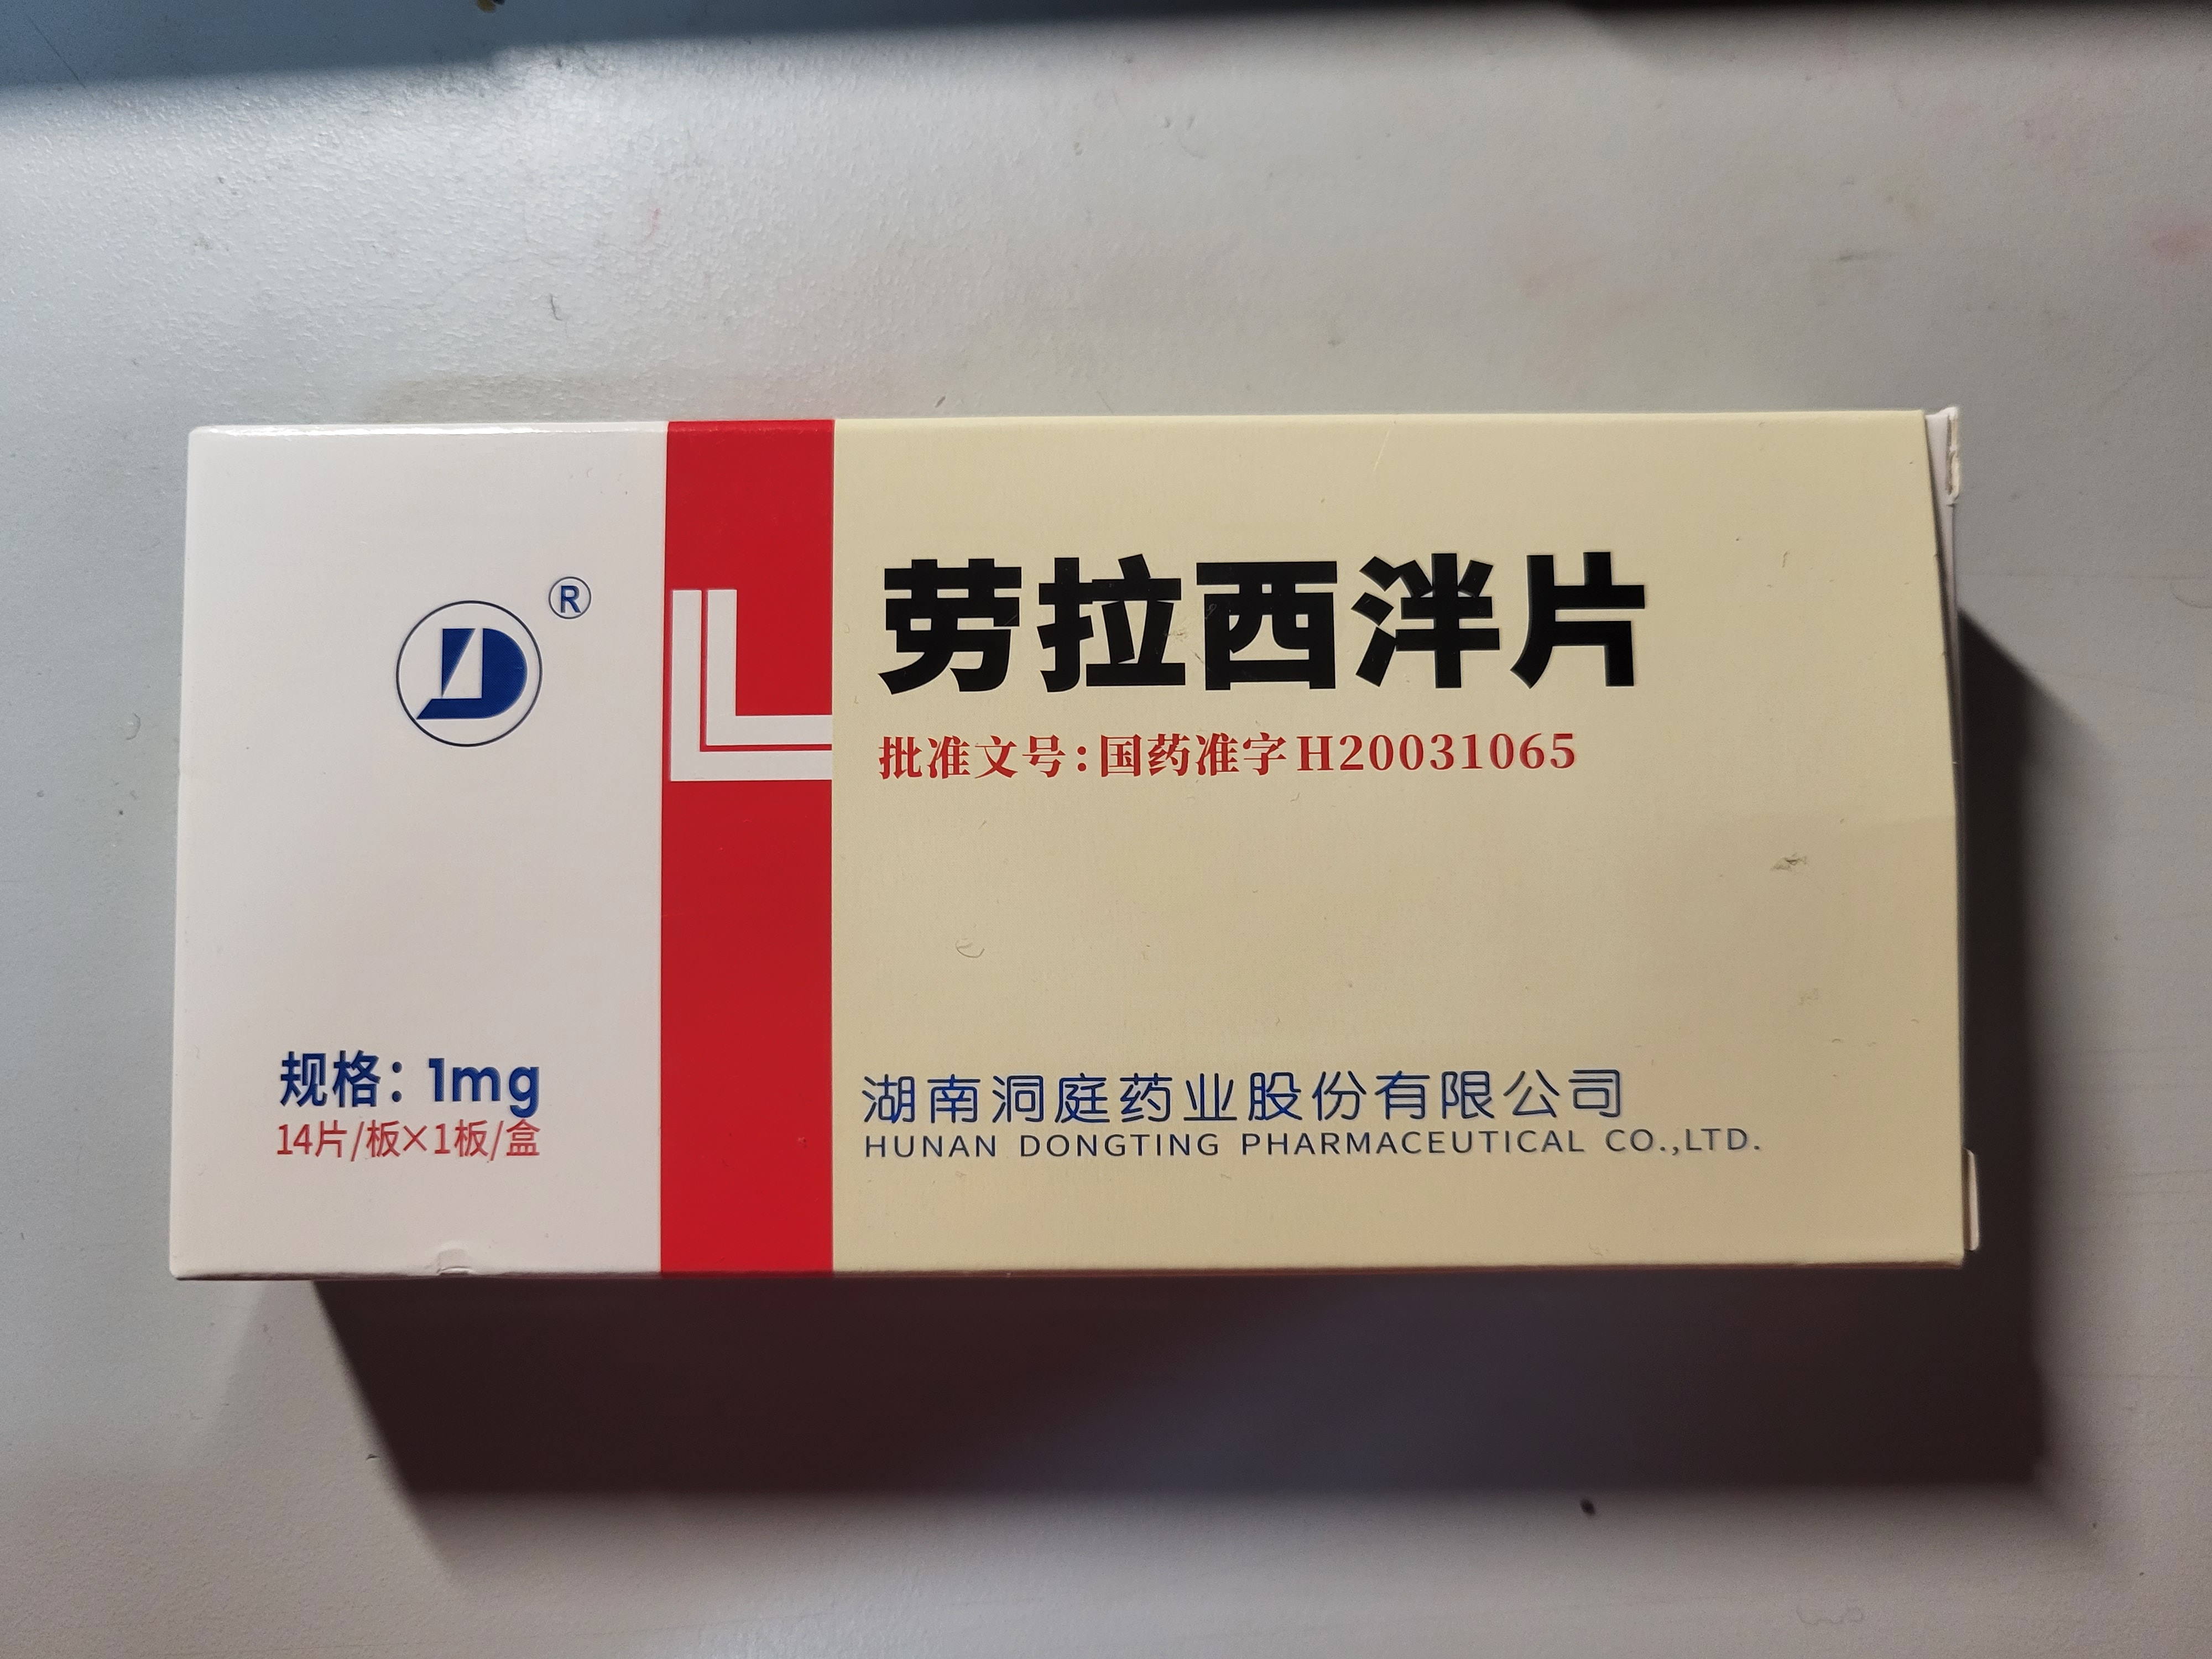 ®
劳拉西泮片
批准文号:国药准字H20031065
规格:1mg
14片/板×1板/盒
湖南洞庭药业股份有限公司
HUNAN DONGTING PHARMACEUTICAL CO.,LTD.